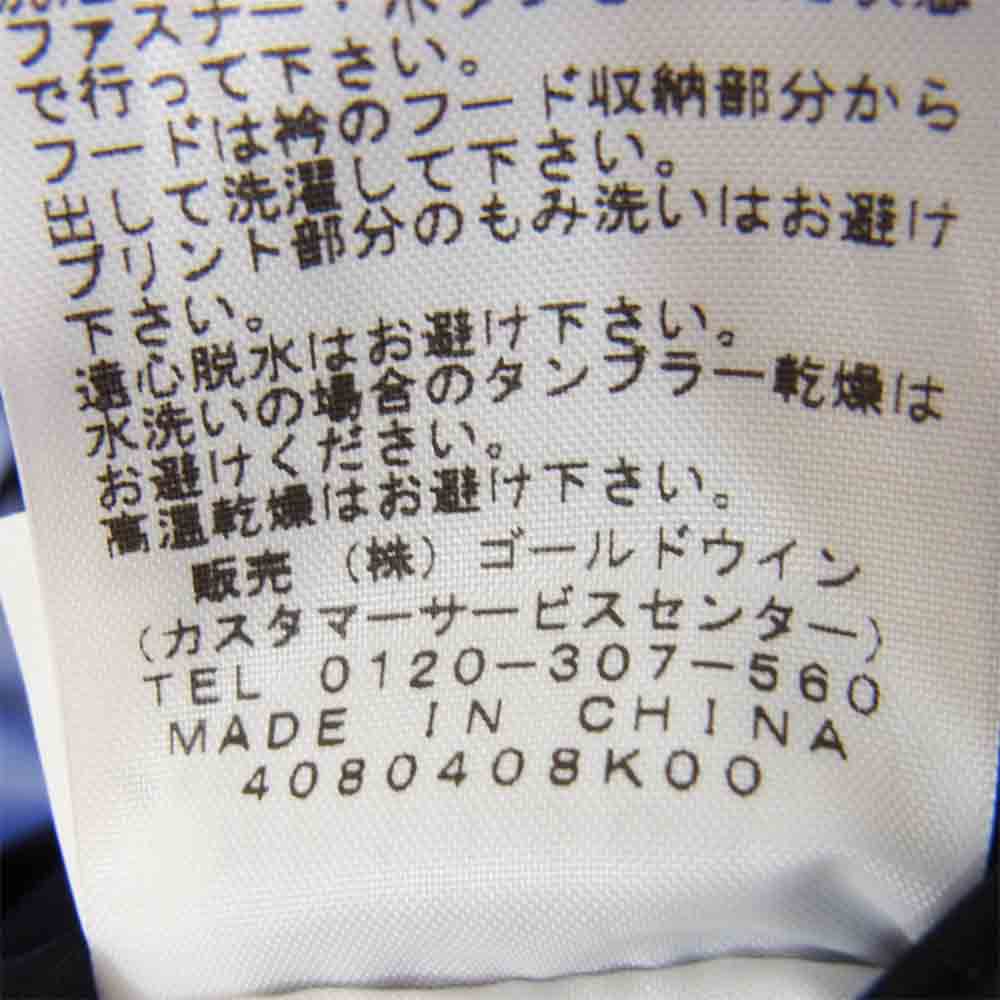 ファスナー・ボタン
で行って下さい。
フードは衿のフード収納部分から
出して洗濯して下さい。
プリント部分のもみ洗いはお避け
下さい。
遠心脱水はお避け下さい。
水洗いの場合のタンブラー乾燥は
お避けください。
高温乾燥はお避け下さい。
販売 (株) ゴールドウイン
(カスタマーサービスセンター)
TEL 0120-307-560
MADE IN CHINA
4080408K00